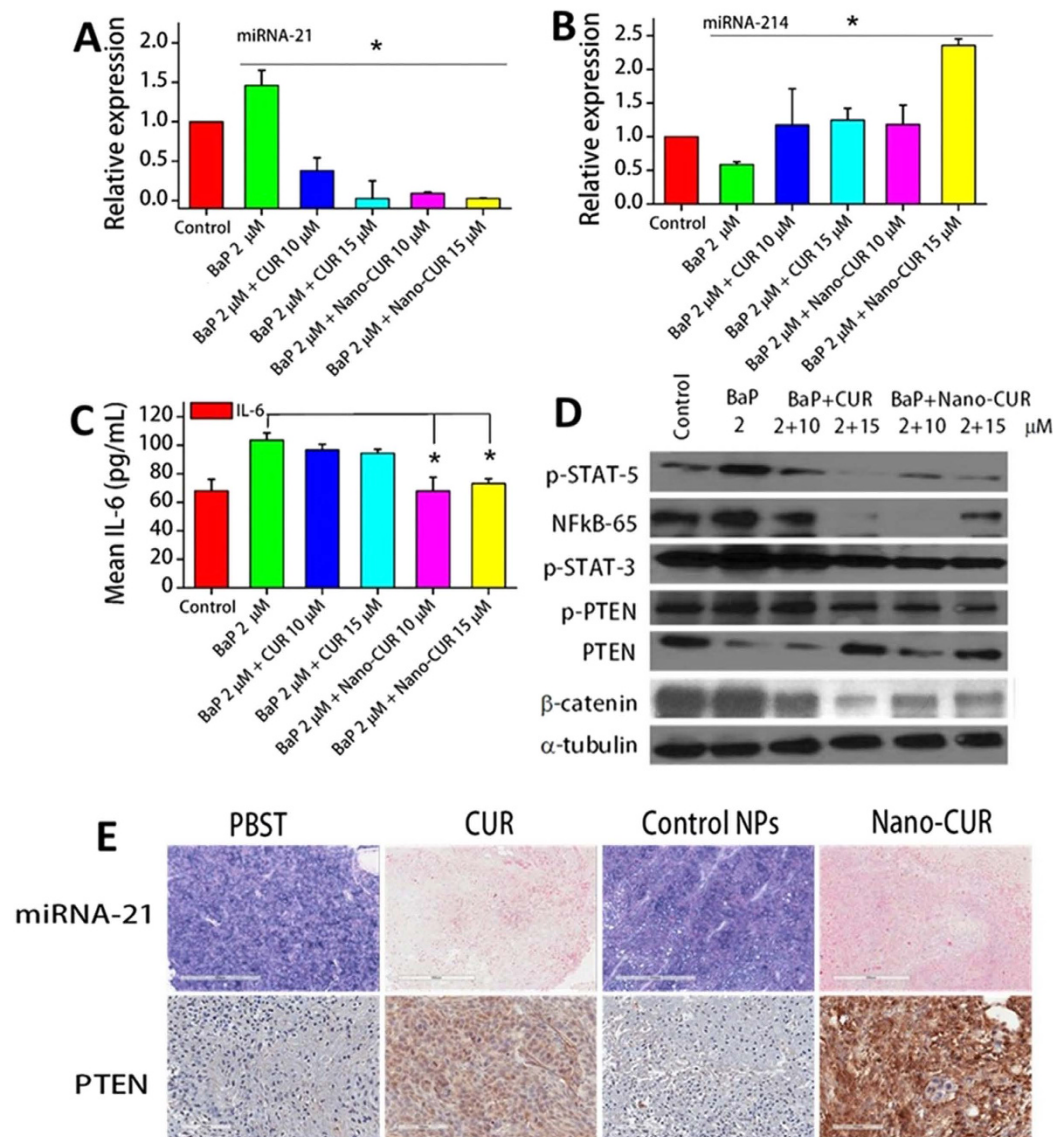 A
miRNA-21
*
Relative expression
2.0
1.5
1.0
0.5
0.0
Control
BaP 2 μM
BaP 2 μM + CUR 10 μM
BaP 2 μM + CUR 15 μM
BaP 2 μM + Nano-CUR 10 μM
BaP 2 μM + Nano-CUR 15 μM
B
miRNA-214
*
Relative expression
2.5
2.0
1.5
1.0
0.5
0.0
Control
BaP 2 μM
BaP 2 μM + CUR 10 μM
BaP 2 μM + CUR 15 μM
BaP 2 μM + Nano-CUR 10 μM
BaP 2 μM + Nano-CUR 15 μM
C
IL-6
* *
Mean IL-6 (pg/mL)
120
100
80
60
40
20
0
Control
BaP 2 μM
BaP 2 μM + CUR 10 μM
BaP 2 μM + CUR 15 μM
BaP 2 μM + Nano-CUR 10 μM
BaP 2 μM + Nano-CUR 15 μM
D
Control BaP BaP+CUR BaP+Nano-CUR
2 2+10 2+15 2+10 2+15 μM
p-STAT-5
NFkB-65
p-STAT-3
p-PTEN
PTEN
β-catenin
α-tubulin
E
PBST CUR Control NPs Nano-CUR
miRNA-21
PTEN